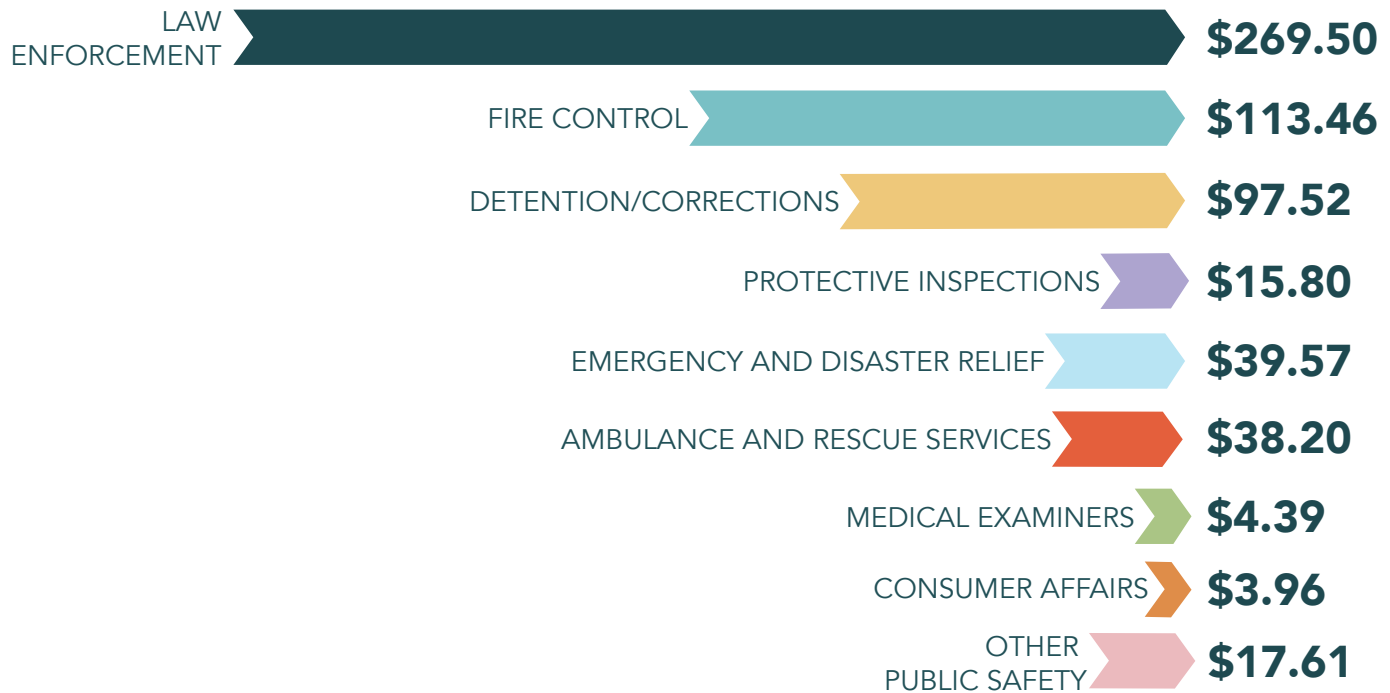 LAW
ENFORCEMENT
$269.50
FIRE CONTROL
$113.46
DETENTION/CORRECTIONS
$97.52
PROTECTIVE INSPECTIONS
$15.80
EMERGENCY AND DISASTER RELIEF
$39.57
AMBULANCE AND RESCUE SERVICES
$38.20
MEDICAL EXAMINERS
$4.39
CONSUMER AFFAIRS
$3.96
OTHER
PUBLIC SAFETY
$17.61